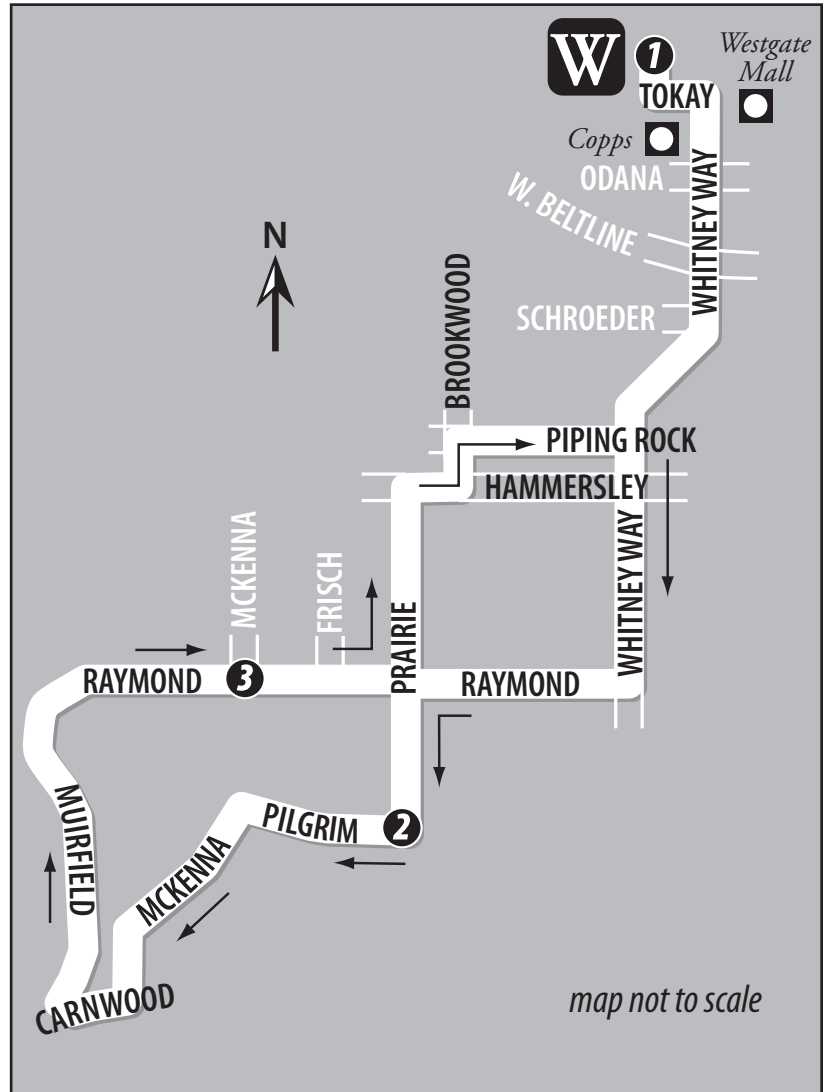 W
1
Westgate
Mall
TOKAY
Copps
ODANA
W. BELTLINE
WHITNEY WAY
N
SCHROEDER
BROOKWOOD
PIPING ROCK
HAMMERSLEY
MCKENNA
FRISCH
PRAIRIE
WHITNEY WAY
RAYMOND
3
RAYMOND
MUIRFIELD
PILGRIM
2
MCKENNA
CARNWOOD
map not to scale